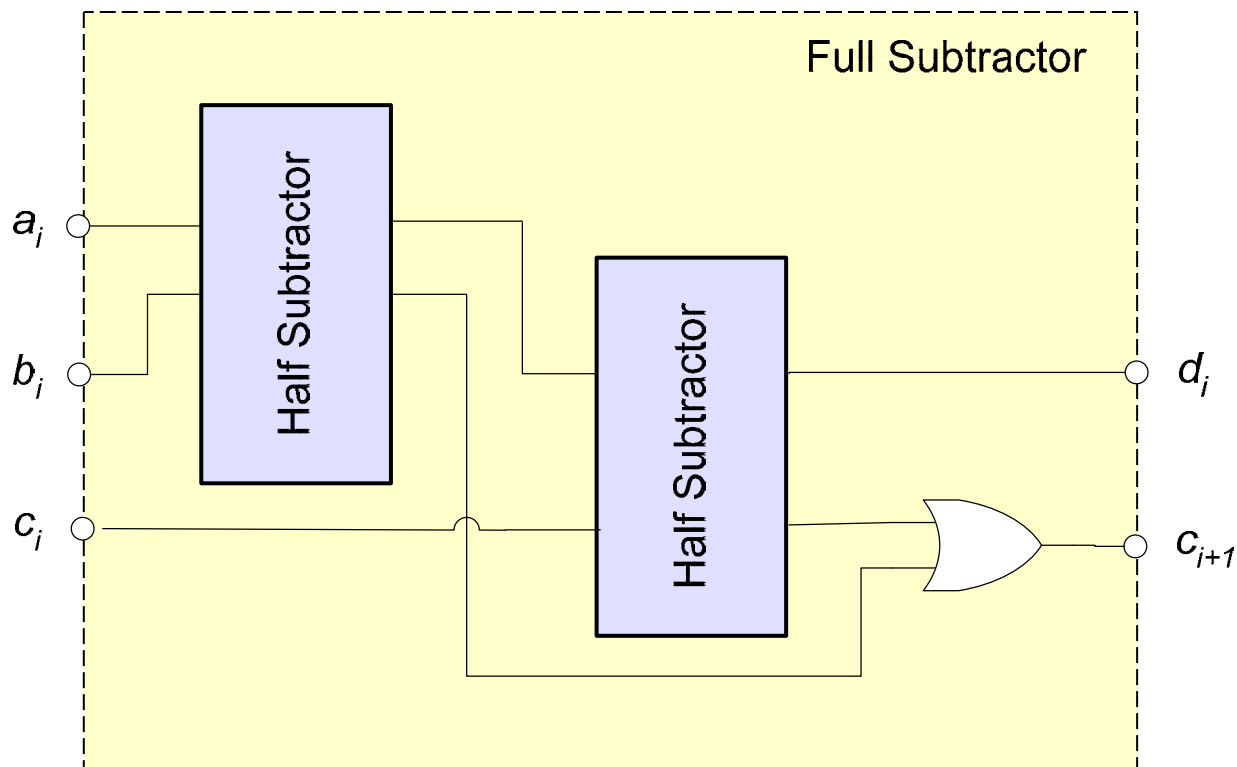 Full Subtractor
Half Subtractor
Half Subtractor
a_i
b_i
c_i
d_i
c_{i+1}